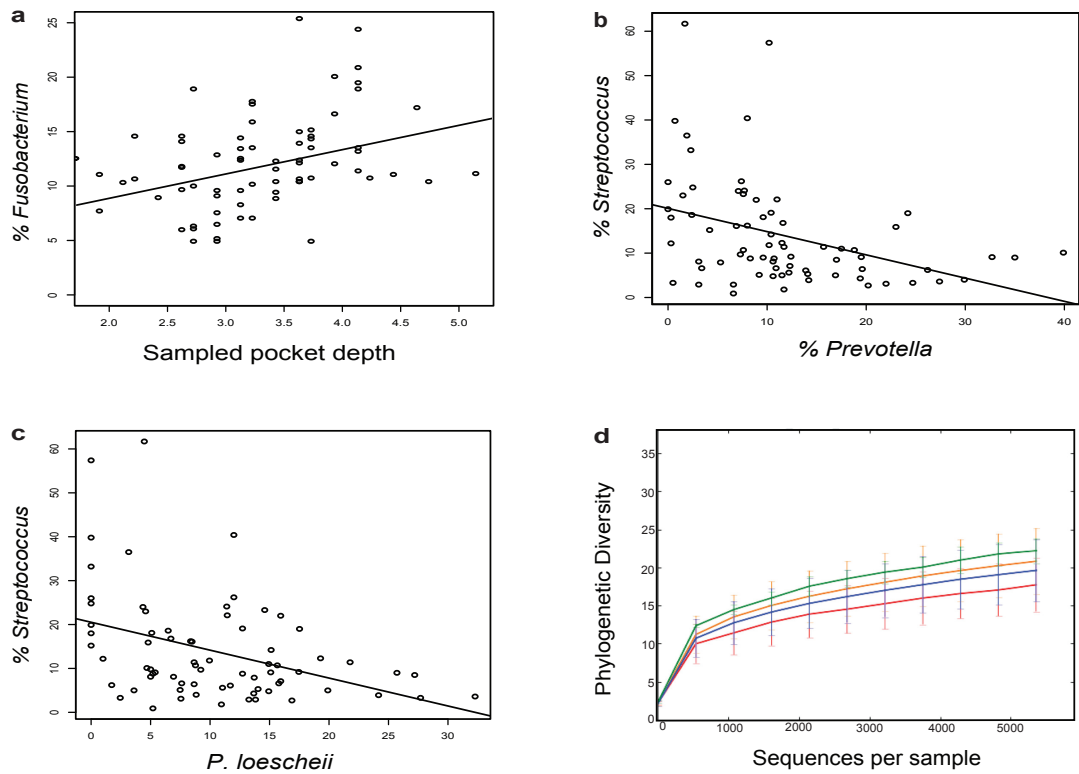 a
25
20
15
10
5
0
% Fusobacterium
2.0 2.5 3.0 3.5 4.0 4.5 5.0
Sampled pocket depth
b
60
50
40
30
20
10
0
% Streptococcus
0 10 20 30 40
% Prevotella
c
60
50
40
30
20
10
0
% Streptococcus
0 5 10 15 20 25 30
P. loescheii
d
35
30
25
20
15
10
5
0
Phylogenetic Diversity
0 1000 2000 3000 4000 5000
Sequences per sample